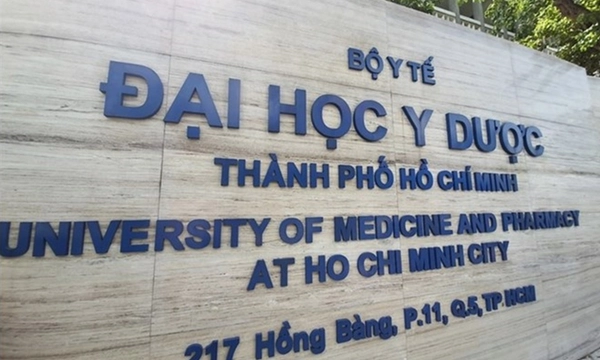 BỘ Y TẾ
ĐẠI HỌC Y DƯỢC
THÀNH PHỐ HỒ CHÍ MINH
UNIVERSITY OF MEDICINE AND PHARMACY
AT HO CHI MINH CITY
217 Hồng Bàng, P.11, Q.5, TP HCM